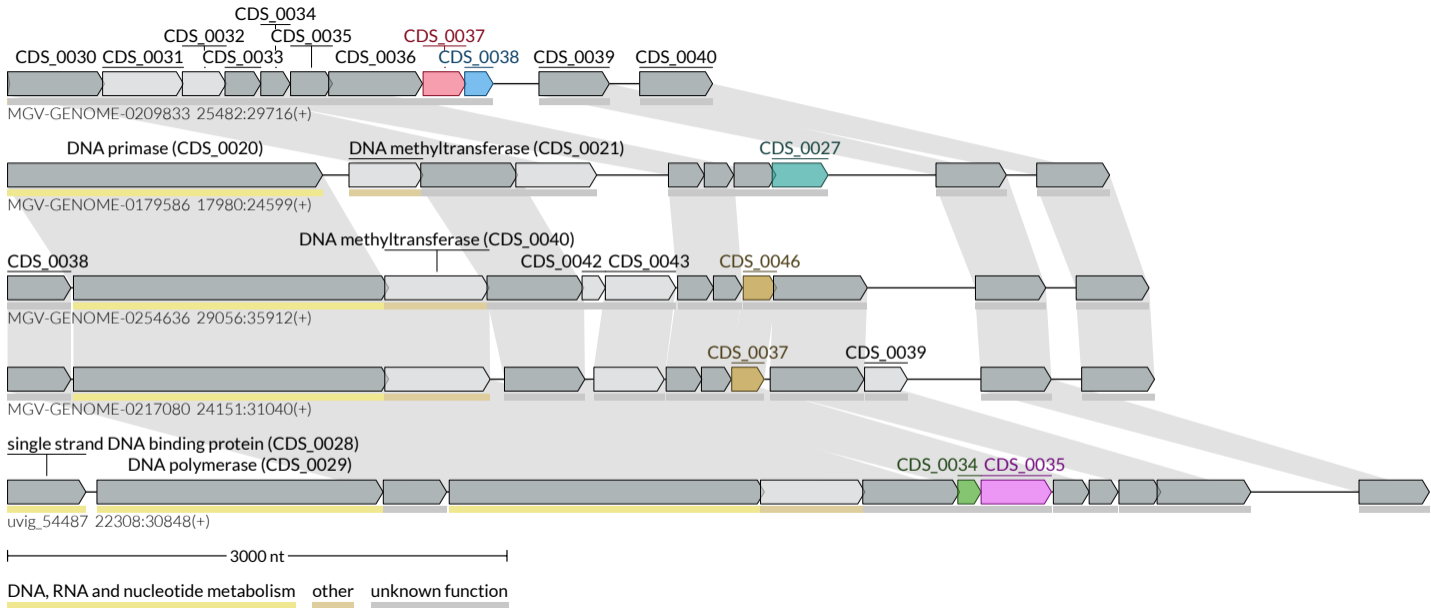 CDS_0034
CDS_0032 CDS_0035 CDS_0037
CDS_0030 CDS_0031 CDS_0033 CDS_0036 CDS_0038 CDS_0039 CDS_0040
MGV-GENOME-0209833 25482:29716(+)
DNA primase (CDS_0020) DNA methyltransferase (CDS_0021) CDS_0027
MGV-GENOME-0179586 17980:24599(+)
DNA methyltransferase (CDS_0040)
CDS_0038 CDS_0042 CDS_0043 CDS_0046
MGV-GENOME-0254636 29056:35912(+)
CDS_0037 CDS_0039
MGV-GENOME-0217080 24151:31040(+)
single strand DNA binding protein (CDS_0028)
DNA polymerase (CDS_0029) CDS_0034 CDS_0035
uvig_54487 22308:30848(+)
3000 nt
DNA, RNA and nucleotide metabolism other unknown function